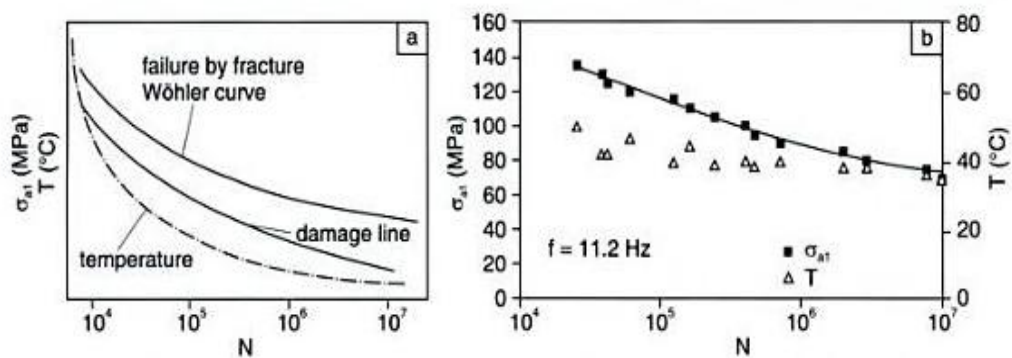 a
failure by fracture
Wöhler curve
damage line
temperature
σa1 (MPa)
T (°C)
10⁴
10⁵
10⁶
10⁷
N
b
160
140
120
100
80
60
40
20
0
σa1 (MPa)
80
60
40
20
0
T (°C)
f = 11.2 Hz
σa1
T
10⁴
10⁵
10⁶
10⁷
N